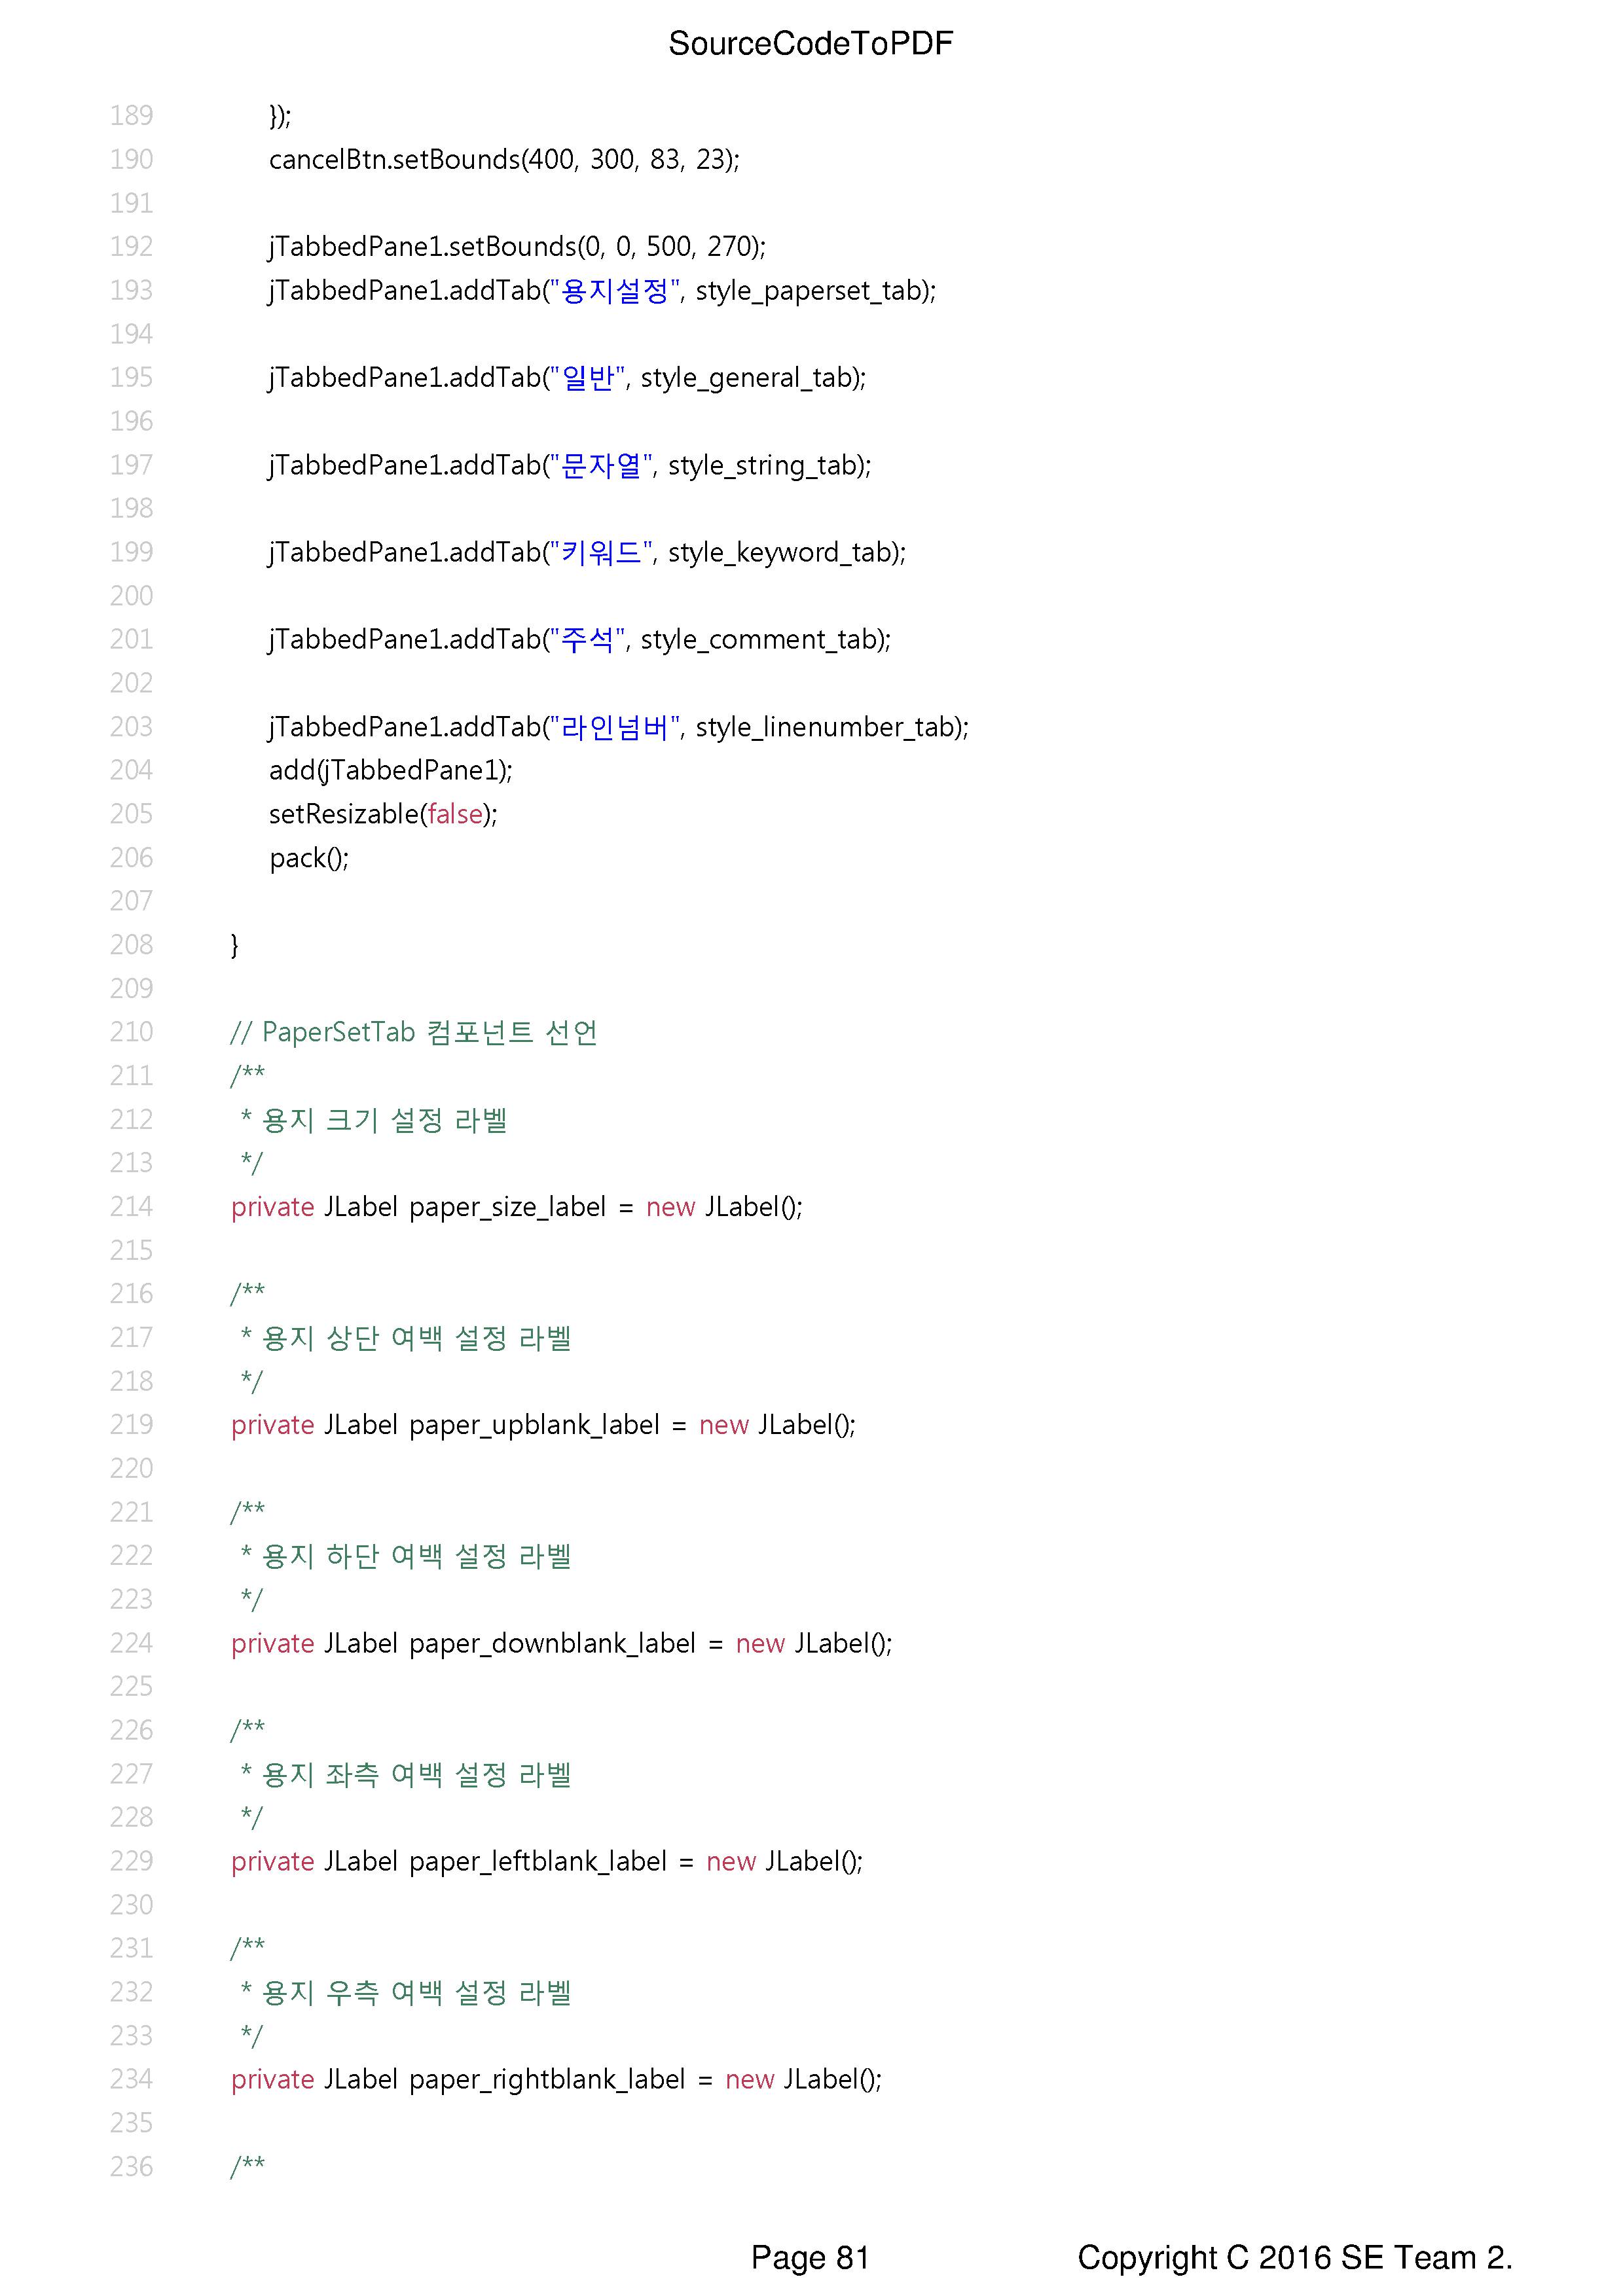 SourceCodeToPDF
189 });
190 cancelBtn.setBounds(400, 300, 83, 23);
191
192 jTabbedPane1.setBounds(0, 0, 500, 270);
193 jTabbedPane1.addTab("용지설정", style_paperset_tab);
194
195 jTabbedPane1.addTab("일반", style_general_tab);
196
197 jTabbedPane1.addTab("문자열", style_string_tab);
198
199 jTabbedPane1.addTab("키워드", style_keyword_tab);
200
201 jTabbedPane1.addTab("주석", style_comment_tab);
202
203 jTabbedPane1.addTab("라인넘버", style_linenumber_tab);
204 add(jTabbedPane1);
205 setResizable(false);
206 pack();
207
208 }
209
210 // PaperSetTab 컴포넌트 선언
211 /**
212 * 용지 크기 설정 라벨
213 */
214 private JLabel paper_size_label = new JLabel();
215
216 /**
217 * 용지 상단 여백 설정 라벨
218 */
219 private JLabel paper_upblank_label = new JLabel();
220
221 /**
222 * 용지 하단 여백 설정 라벨
223 */
224 private JLabel paper_downblank_label = new JLabel();
225
226 /**
227 * 용지 좌측 여백 설정 라벨
228 */
229 private JLabel paper_leftblank_label = new JLabel();
230
231 /**
232 * 용지 우측 여백 설정 라벨
233 */
234 private JLabel paper_rightblank_label = new JLabel();
235
236 /**
Page 81 Copyright C 2016 SE Team 2.